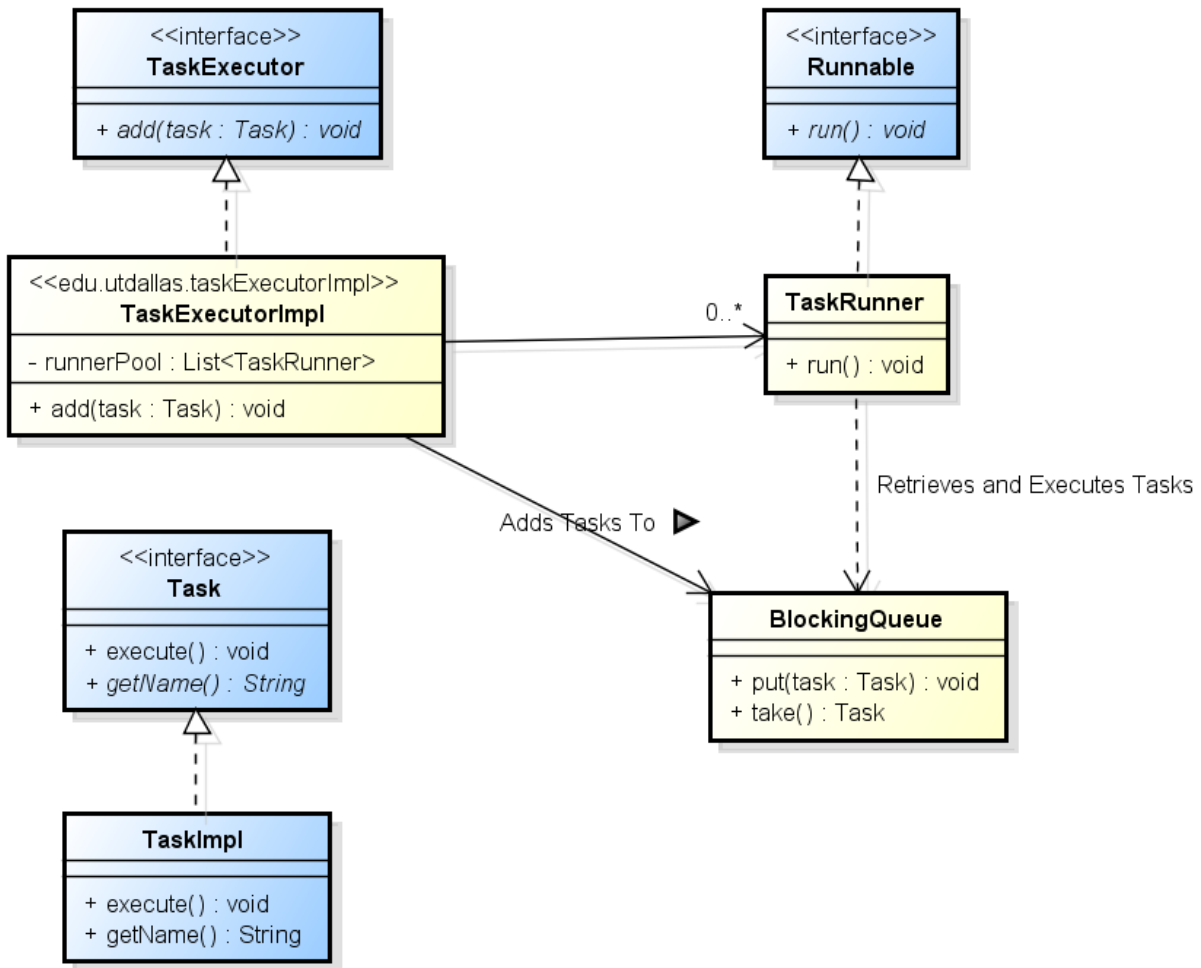 <<interface>>
TaskExecutor
+ add(task : Task) : void
<<interface>>
Runnable
+ run() : void
<<edu.utdallas.taskExecutorImpl>>
TaskExecutorImpl
- runnerPool : List<TaskRunner>
+ add(task : Task) : void
0..*
TaskRunner
+ run() : void
Retrieves and Executes Tasks
Adds Tasks To
<<interface>>
Task
+ execute() : void
+ getName() : String
BlockingQueue
+ put(task : Task) : void
+ take() : Task
TaskImpl
+ execute() : void
+ getName() : String